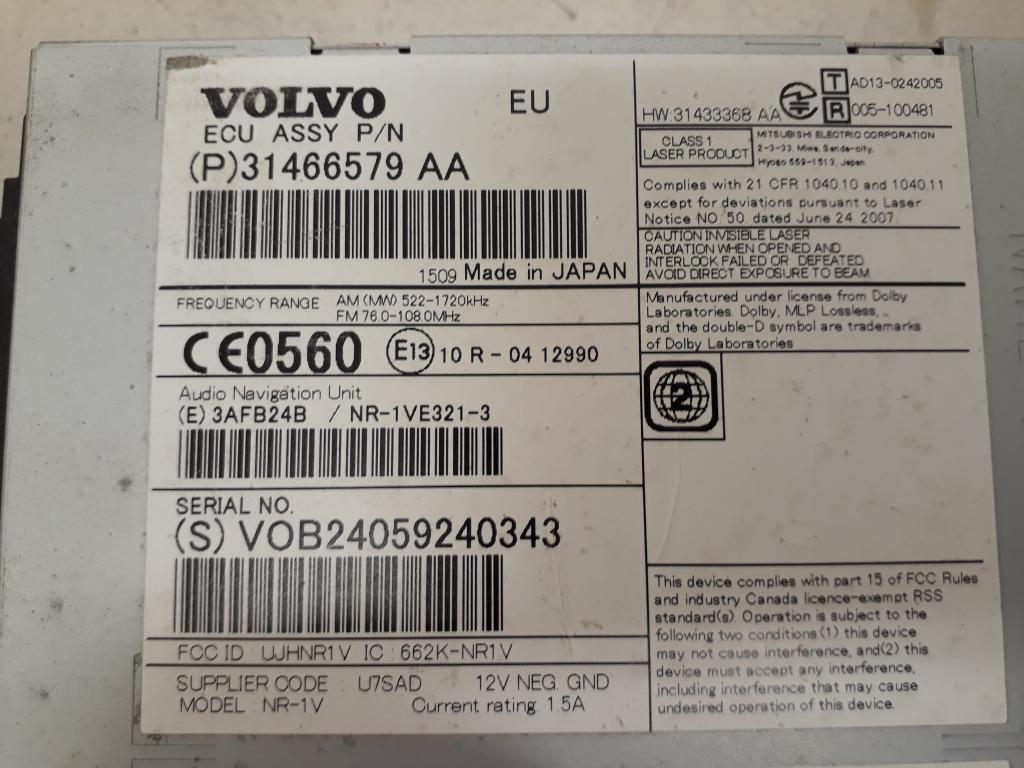 VOLVO
EU
ECU ASSY P/N
(P)31466579 AA
1509 Made in JAPAN
FREQUENCY RANGE AM (MW) 522-1720kHz
FM 76.0-108.0MHz
CE0560 E13 10 R - 04 12990
Audio Navigation Unit
(E) 3AFB24B / NR-1VE321-3
SERIAL NO.
(S) VOB24059240343
FCC ID : UJHNR1V IC : 662K-NR1V
SUPPLIER CODE : U7SAD 12V NEG. GND
MODEL : NR-1V Current rating 1.5A
HW:31433368 AA
T AD13-0242005
R 005-100481
CLASS 1
LASER PRODUCT
MITSUBISHI ELECTRIC CORPORATION
2-3-33, Miwa, Sanda-city,
Hyogo 669-1513, Japan
Complies with 21 CFR 1040.10 and 1040.11
except for deviations pursuant to Laser
Notice NO. 50. dated June 24 2007
CAUTION INVISIBLE LASER
RADIATION WHEN OPENED AND
INTERLOCK FAILED OR DEFEATED
AVOID DIRECT EXPOSURE TO BEAM
Manufactured under license from Dolby
Laboratories. Dolby, MLP Lossless,
and the double-D symbol are trademarks
of Dolby Laboratories
2
This device complies with part 15 of FCC Rules
and industry Canada licence-exempt RSS
standard(s). Operation is subject to the
following two conditions:(1) this device
may not cause interference, and(2) this
device must accept any interference,
including interference that may cause
undesired operation of this device.